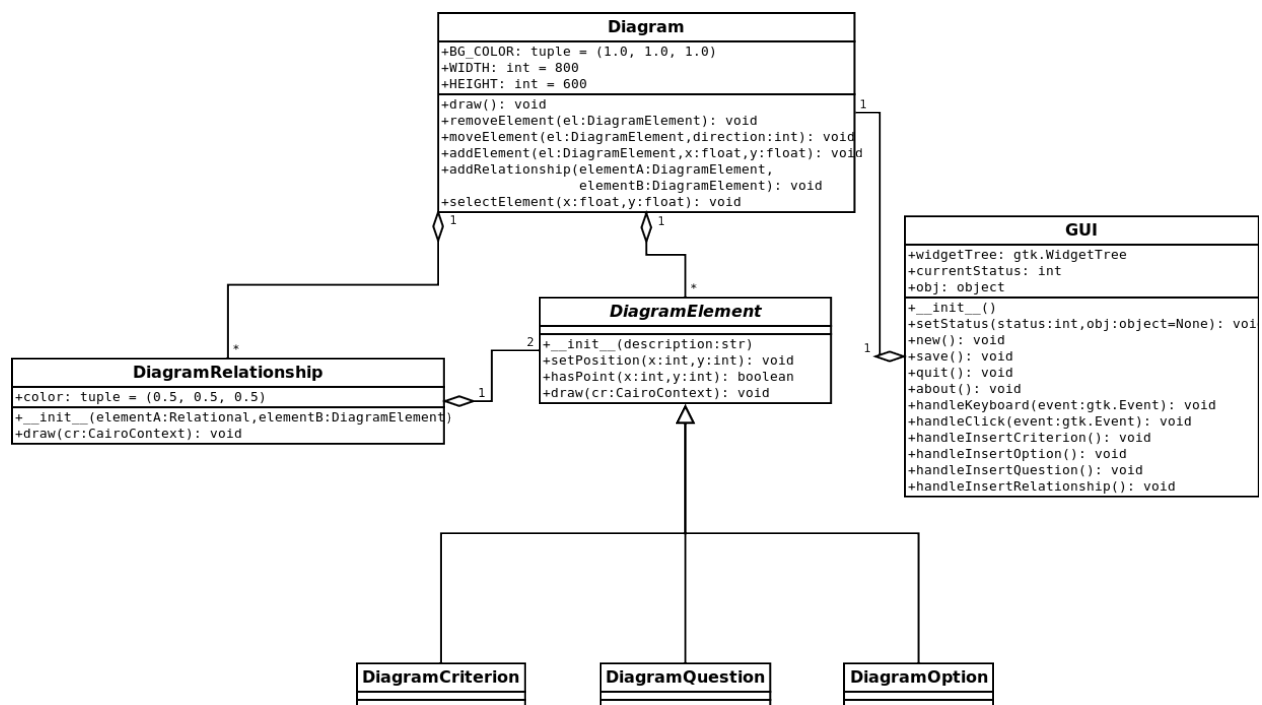 Diagram
+BG_COLOR: tuple = (1.0, 1.0, 1.0)
+WIDTH: int = 800
+HEIGHT: int = 600
+draw(): void
+removeElement(el:DiagramElement): void
+moveElement(el:DiagramElement,direction:int): void
+addElement(el:DiagramElement,x:float,y:float): void
+addRelationship(elementA:DiagramElement,
elementB:DiagramElement): void
+selectElement(x:float,y:float): void
1
1
1
GUI
+widgetTree: gtk.WidgetTree
+currentStatus: int
+obj: object
+__init__()
+setStatus(status:int,obj:object=None): voi
+new(): void
+save(): void
+quit(): void
+about(): void
+handleKeyboard(event:gtk.Event): void
+handleClick(event:gtk.Event): void
+handleInsertCriterion(): void
+handleInsertOption(): void
+handleInsertQuestion(): void
+handleInsertRelationship(): void
1
*
DiagramElement
+__init__(description:str)
+setPosition(x:int,y:int): void
+hasPoint(x:int,y:int): boolean
+draw(cr:CairoContext): void
2
*
DiagramRelationship
+color: tuple = (0.5, 0.5, 0.5)
+__init__(elementA:Relational,elementB:DiagramElement)
+draw(cr:CairoContext): void
1
DiagramCriterion
DiagramQuestion
DiagramOption